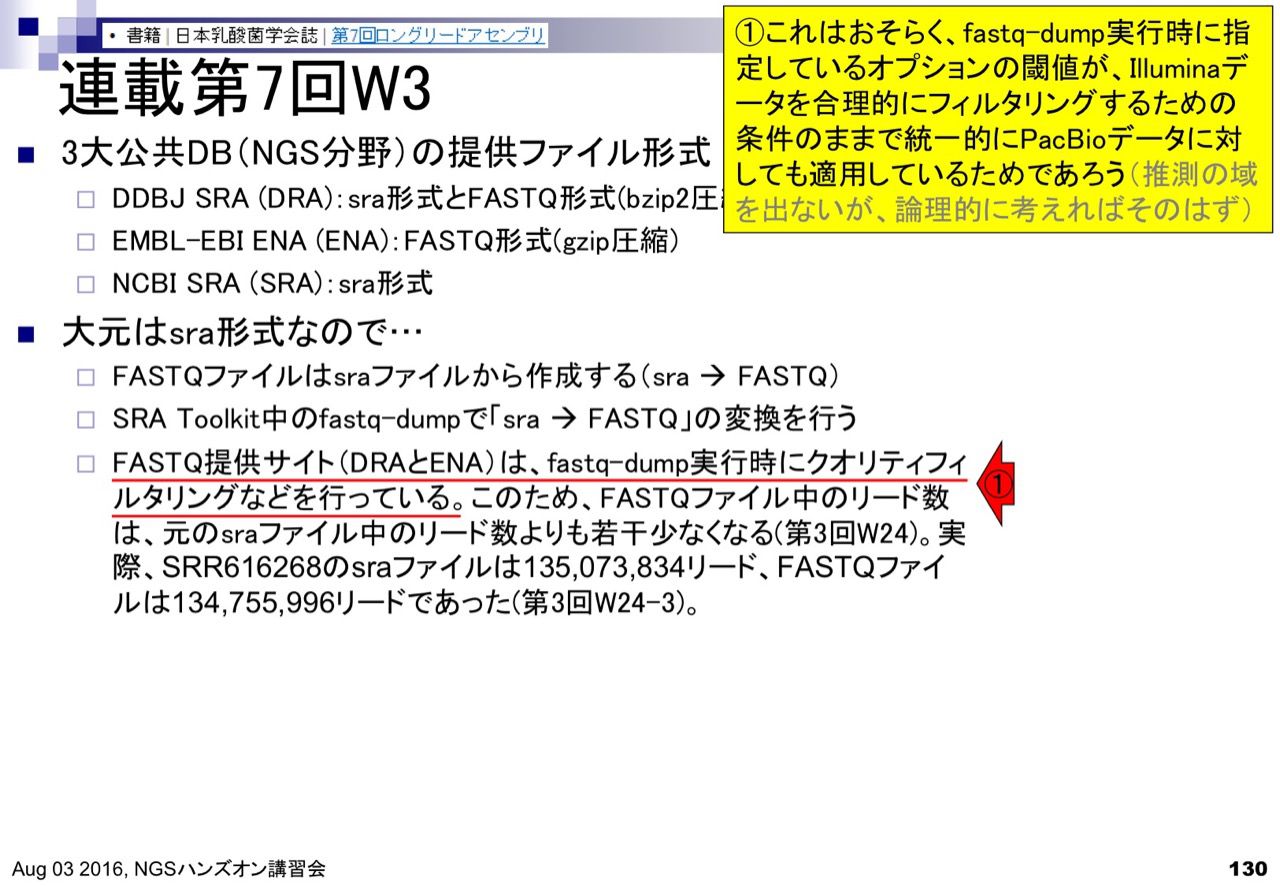 • 書籍 | 日本乳酸菌学会誌 | 第7回ロングリードアセンブリ
連載第7回W3
①これはおそらく、fastq-dump実行時に指
定しているオプションの閾値が、Illuminaデ
ータを合理的にフィルタリングするための
条件のままで統一的にPacBioデータに対
しても適用しているためであろう(推測の域
を出ないが、論理的に考えればそのはず)
■ 3大公共DB(NGS分野)の提供ファイル形式
□ DDBJ SRA (DRA):sra形式とFASTQ形式(bzip2圧
□ EMBL-EBI ENA (ENA):FASTQ形式(gzip圧縮)
□ NCBI SRA (SRA):sra形式
■ 大元はsra形式なので…
□ FASTQファイルはsraファイルから作成する(sra → FASTQ)
□ SRA Toolkit中のfastq-dumpで「sra → FASTQ」の変換を行う
□ FASTQ提供サイト(DRAとENA)は、fastq-dump実行時にクオリティフィ
ルタリングなどを行っている。このため、FASTQファイル中のリード数
は、元のsraファイル中のリード数よりも若干少なくなる(第3回W24)。実
際、SRR616268のsraファイルは135,073,834リード、FASTQファイ
ルは134,755,996リードであった(第3回W24-3)。
①
Aug 03 2016, NGSハンズオン講習会
130